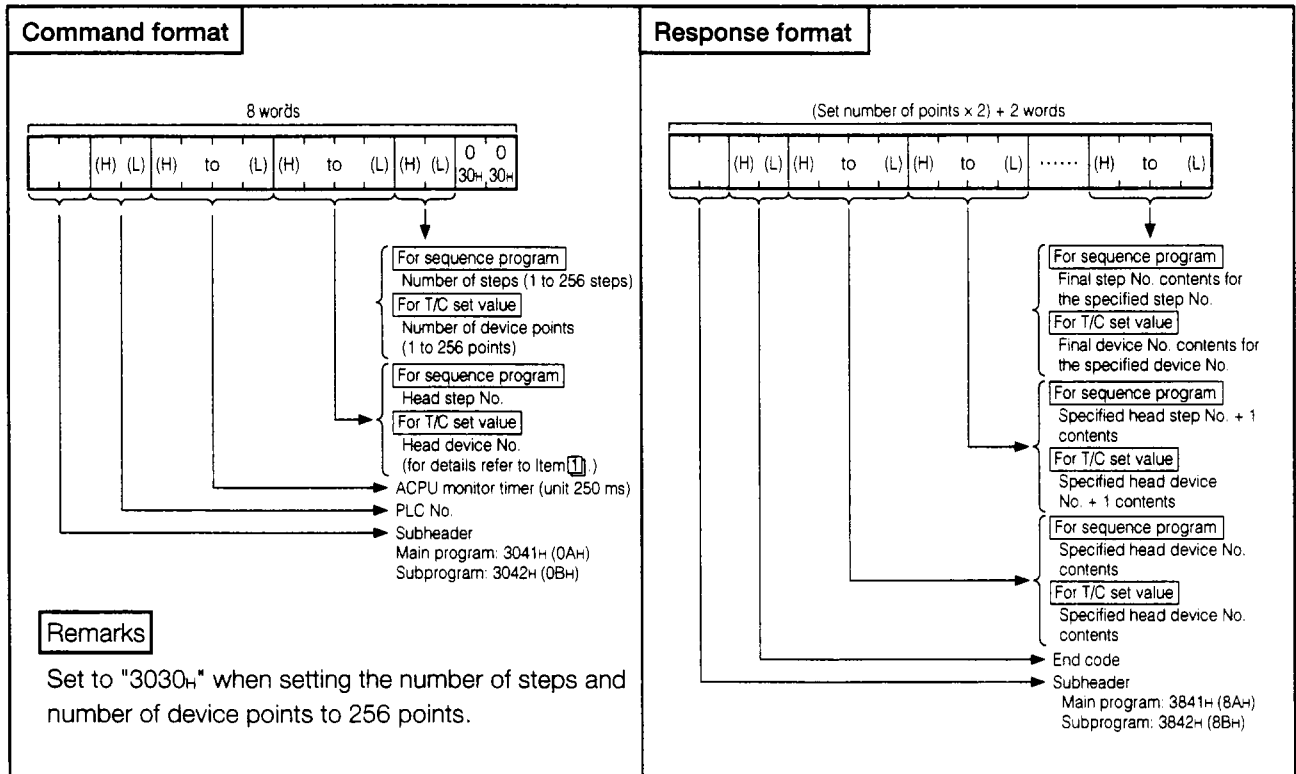 Command format
8 words
(H) (L) (H) to (L) (H) to (L) (H) (L) 0 0
30H 30H
For sequence program
Number of steps (1 to 256 steps)
For T/C set value
Number of device points
(1 to 256 points)
For sequence program
Head step No.
For T/C set value
Head device No.
(for details refer to Item 1.)
ACPU monitor timer (unit 250 ms)
PLC No.
Subheader
Main program: 3041H (0AH)
Subprogram: 3042H (0BH)
Remarks
Set to "3030H" when setting the number of steps and
number of device points to 256 points.
Response format
(Set number of points x 2) + 2 words
(H) (L) (H) to (L) (H) to (L) ...... (H) to (L)
For sequence program
Final step No. contents for
the specified step No.
For T/C set value
Final device No. contents for
the specified device No.
For sequence program
Specified head step No. + 1
contents
For T/C set value
Specified head device
No. + 1 contents
For sequence program
Specified head device No.
contents
For T/C set value
Specified head device No.
contents
End code
Subheader
Main program: 3841H (8AH)
Subprogram: 3842H (8BH)